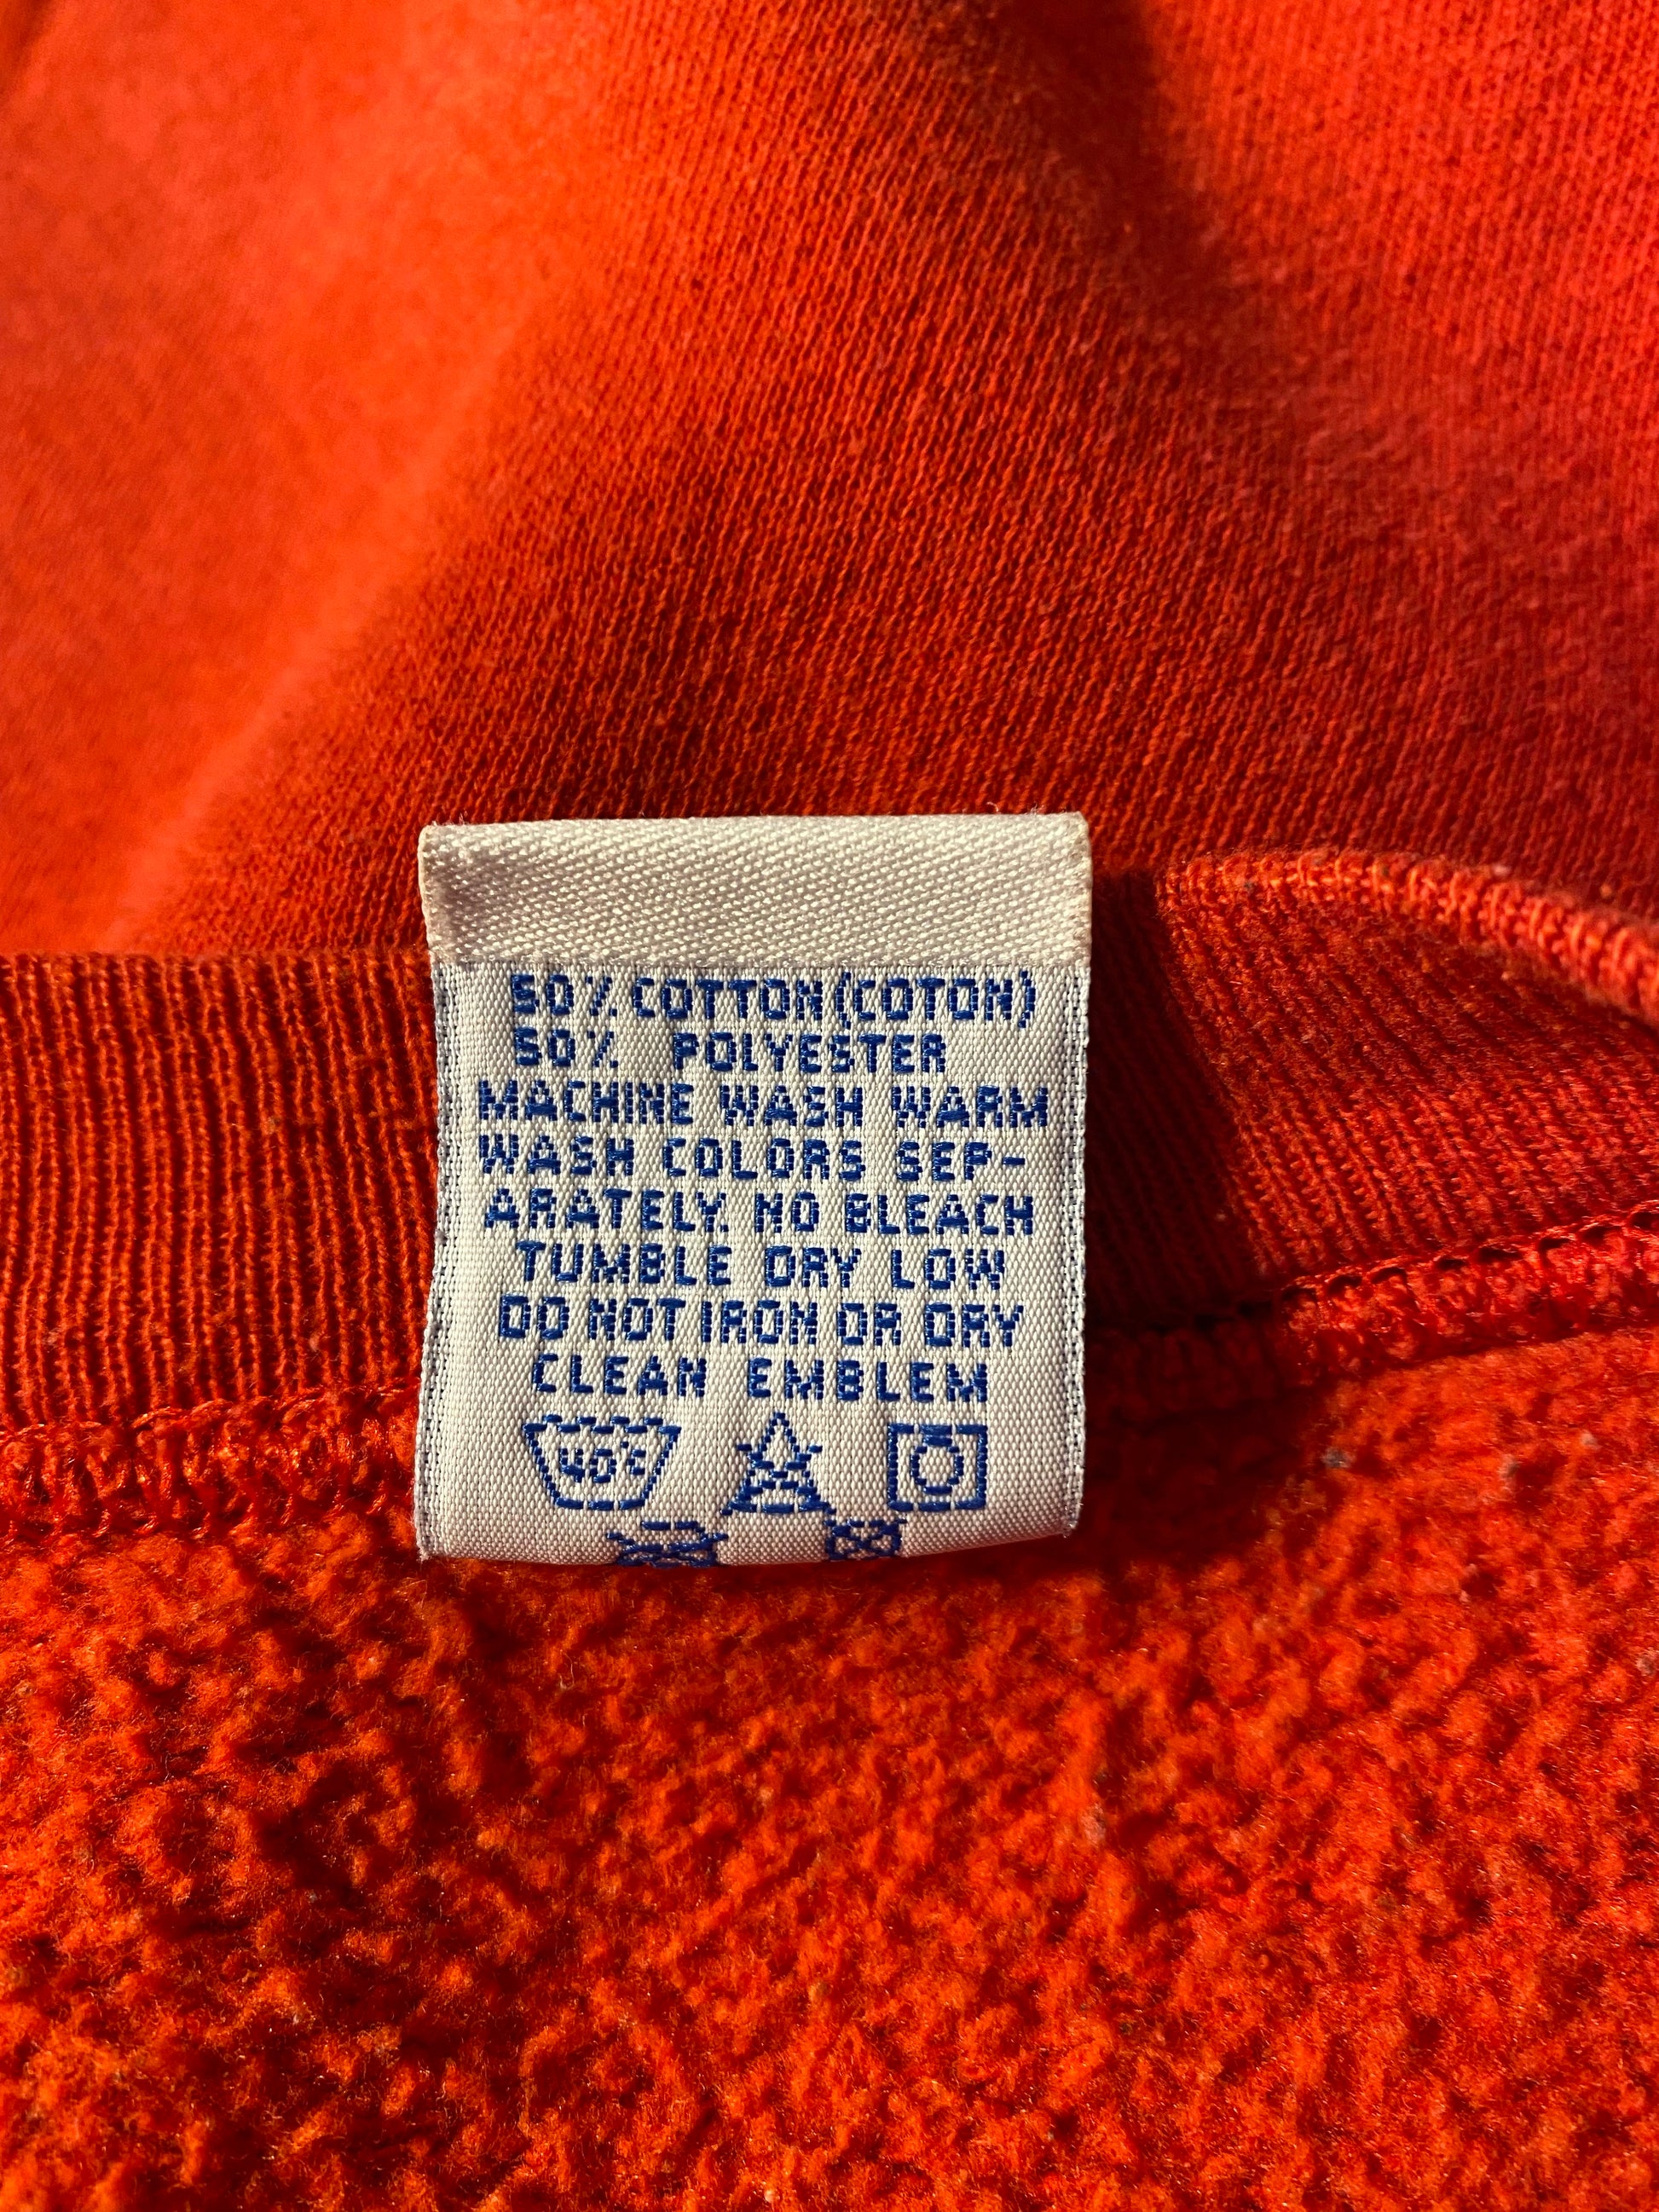 50% COTTON (COTON)
50% POLYESTER
MACHINE WASH WARM
WASH COLORS SEP-
ARATELY. NO BLEACH
TUMBLE DRY LOW
DO NOT IRON OR DRY
CLEAN EMBLEM
40°C